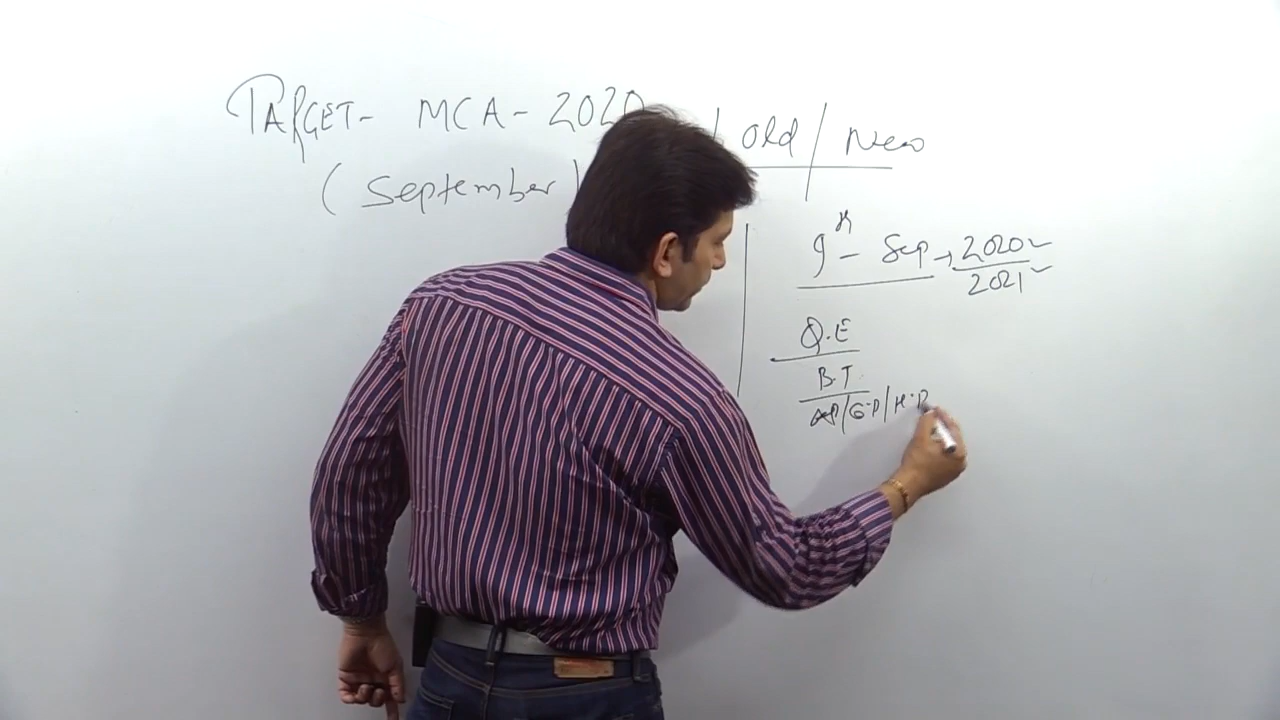 TARGET- MCA- 2020 Old / New
(September)
9th - Sep → 2020
2021
Q.E
B.T
AP/G.P/H.P